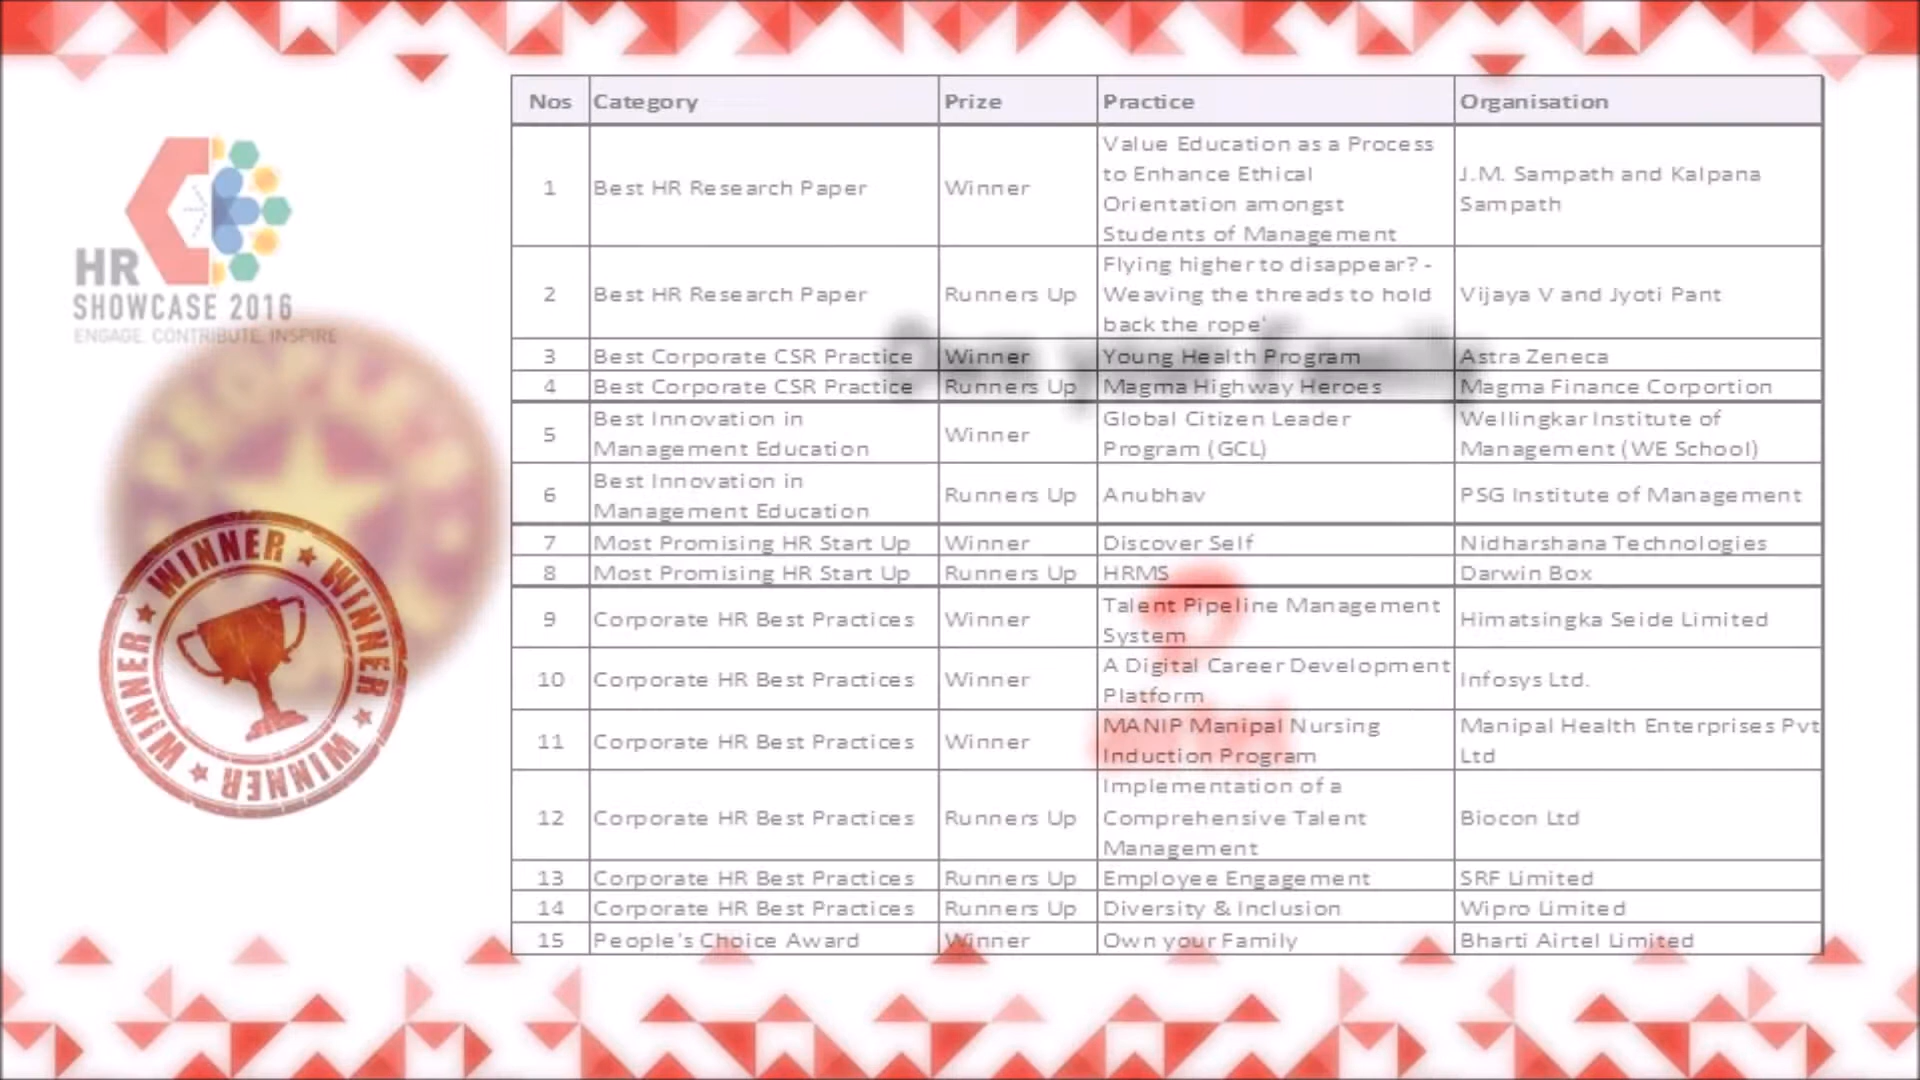 HR
SHOWCASE 2016
ENGAGE. CONTRIBUTE. INSPIRE
WINNER ★ WINNER ★ WINNER ★ WINNER ★ WINNER ★
Nos Category Prize Practice Organisation
1 Best HR Research Paper Winner Value Education as a Process
to Enhance Ethical
Orientation amongst
Students of Management J.M. Sampath and Kalpana
Sampath
2 Best HR Research Paper Runners Up Flying higher to disappear? -
Weaving the threads to hold
back the rope' Vijaya V and Jyoti Pant
3 Best Corporate CSR Practice Winner Young Health Program Astra Zeneca
4 Best Corporate CSR Practice Runners Up Magma Highway Heroes Magma Finance Corportion
5 Best Innovation in
Management Education Winner Global Citizen Leader
Program (GCL) Wellingkar Institute of
Management (WE School)
6 Best Innovation in
Management Education Runners Up Anubhav PSG Institute of Management
7 Most Promising HR Start Up Winner Discover Self Nidharshana Technologies
8 Most Promising HR Start Up Runners Up HRMS Darwin Box
9 Corporate HR Best Practices Winner Talent Pipeline Management
System Himatsingka Seide Limited
10 Corporate HR Best Practices Winner A Digital Career Development
Platform Infosys Ltd.
11 Corporate HR Best Practices Winner MANIP Manipal Nursing
Induction Program Manipal Health Enterprises Pvt
Ltd
12 Corporate HR Best Practices Runners Up Implementation of a
Comprehensive Talent
Management Biocon Ltd
13 Corporate HR Best Practices Runners Up Employee Engagement SRF Limited
14 Corporate HR Best Practices Runners Up Diversity & Inclusion Wipro Limited
15 People's Choice Award Winner Own your Family Bharti Airtel Limited